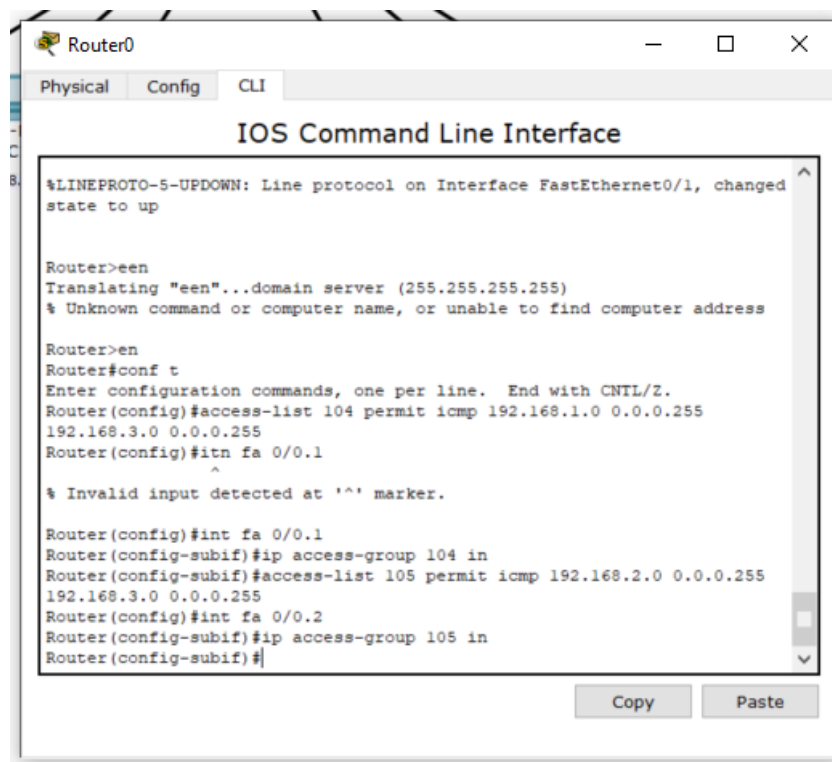 Router0
Physical Config CLI
IOS Command Line Interface
%LINEPROTO-5-UPDOWN: Line protocol on Interface FastEthernet0/1, changed
state to up
Router>een
Translating "een"...domain server (255.255.255.255)
% Unknown command or computer name, or unable to find computer address
Router>en
Router#conf t
Enter configuration commands, one per line.  End with CNTL/Z.
Router(config)#access-list 104 permit icmp 192.168.1.0 0.0.0.255
192.168.3.0 0.0.0.255
Router(config)#itn fa 0/0.1
^
% Invalid input detected at '^' marker.
Router(config)#int fa 0/0.1
Router(config-subif)#ip access-group 104 in
Router(config-subif)#access-list 105 permit icmp 192.168.2.0 0.0.0.255
192.168.3.0 0.0.0.255
Router(config)#int fa 0/0.2
Router(config-subif)#ip access-group 105 in
Router(config-subif)#
Copy Paste